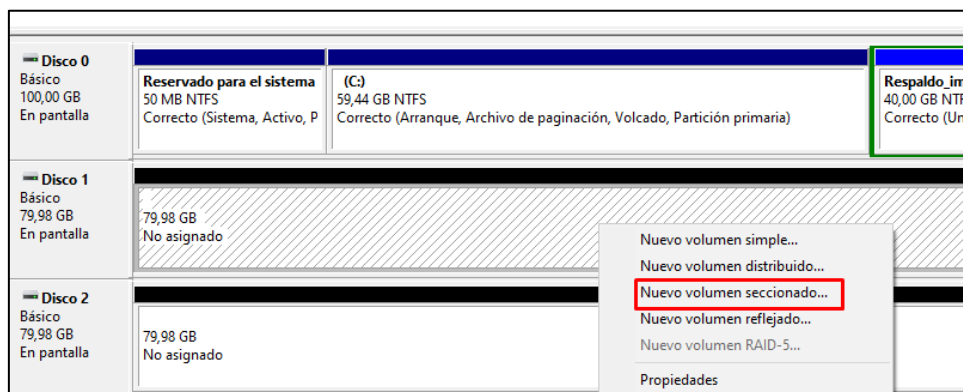 Disco 0
Básico
100,00 GB
En pantalla
Reservado para el sistema
50 MB NTFS
Correcto (Sistema, Activo, P
(C:)
59,44 GB NTFS
Correcto (Arranque, Archivo de paginación, Volcado, Partición primaria)
Respaldo_im
40,00 GB NTF
Correcto (Un
Disco 1
Básico
79,98 GB
En pantalla
79,98 GB
No asignado
Disco 2
Básico
79,98 GB
En pantalla
79,98 GB
No asignado
Nuevo volumen simple...
Nuevo volumen distribuido...
Nuevo volumen seccionado...
Nuevo volumen reflejado...
Nuevo volumen RAID-5...
Propiedades